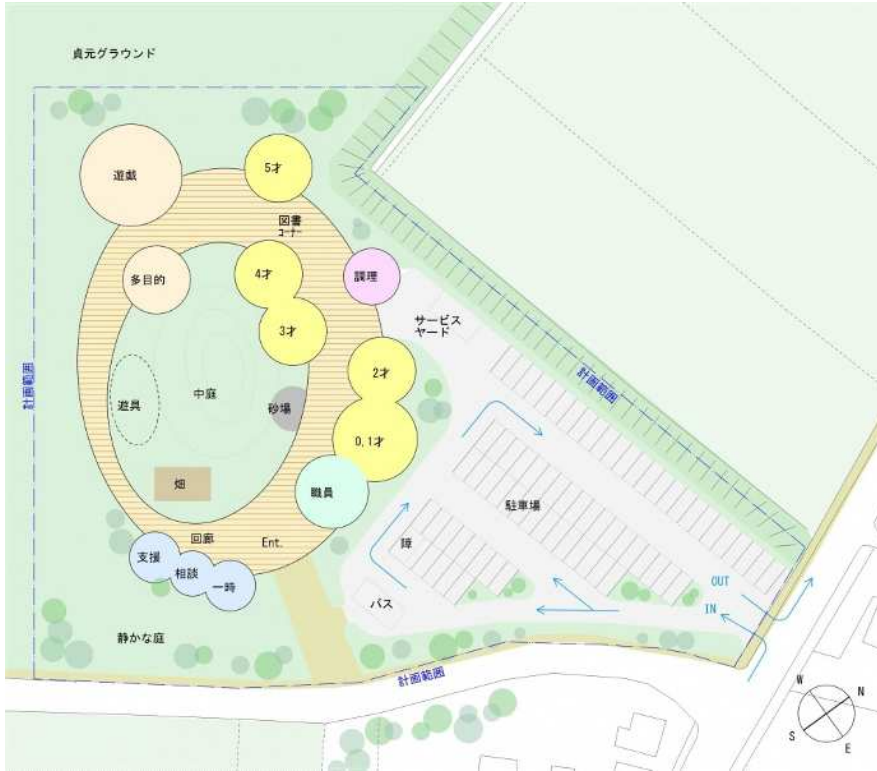 貞元グラウンド
遊戯
5才
図書
コーナー
多目的
4才
調理
3才
サービス
ヤード
計画範囲
計画範囲
2才
中庭
遊具
砂場
0,1才
畑
職員
駐車場
回廊
Ent.
障
支援
相談
一時
バス
OUT
IN
静かな庭
計画範囲
W
N
S
E